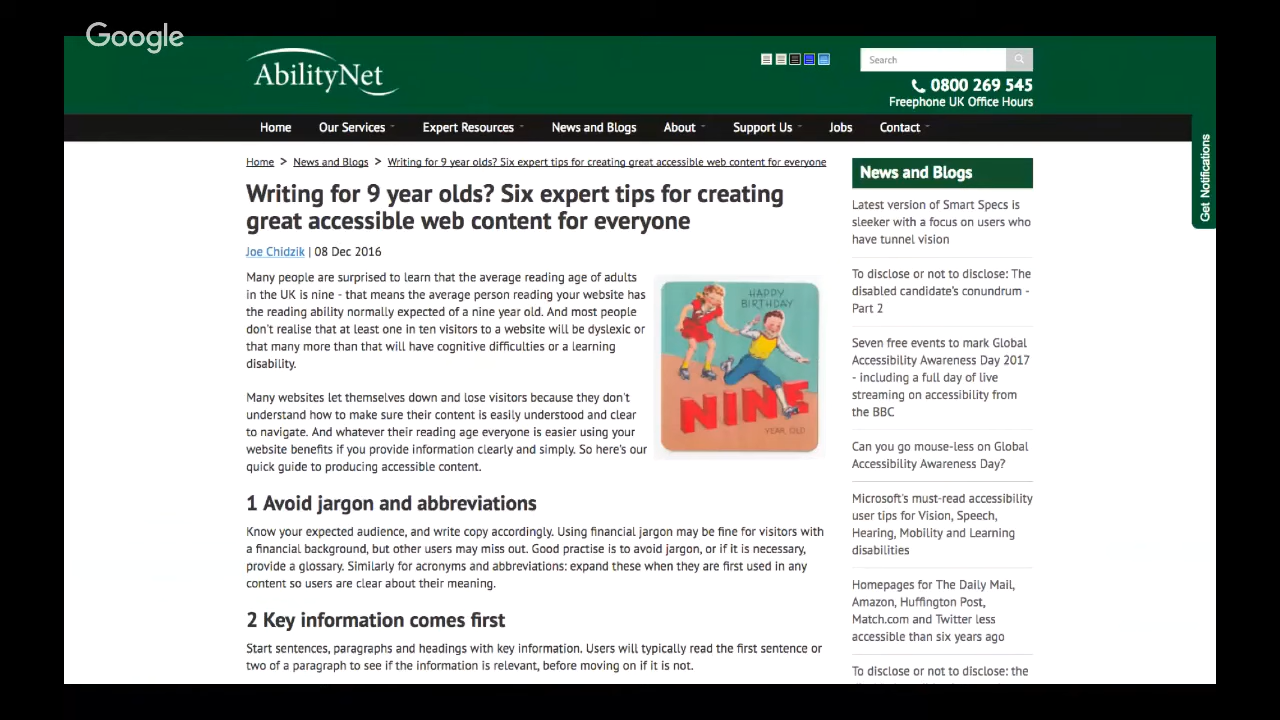 Google
AbilityNet
Search
0800 269 545
Freephone UK Office Hours
Home
Our Services
Expert Resources
News and Blogs
About
Support Us
Jobs
Contact
Get Notifications
Home > News and Blogs > Writing for 9 year olds? Six expert tips for creating great accessible web content for everyone
Writing for 9 year olds? Six expert tips for creating
great accessible web content for everyone
Joe Chidzik | 08 Dec 2016
Many people are surprised to learn that the average reading age of adults
in the UK is nine - that means the average person reading your website has
the reading ability normally expected of a nine year old. And most people
don't realise that at least one in ten visitors to a website will be dyslexic or
that many more than that will have cognitive difficulties or a learning
disability.
HAPPY
BIRTHDAY
NINE
YEAR OLD
Many websites let themselves down and lose visitors because they don't
understand how to make sure their content is easily understood and clear
to navigate. And whatever their reading age everyone is easier using your
website benefits if you provide information clearly and simply. So here's our
quick guide to producing accessible content.
1 Avoid jargon and abbreviations
Know your expected audience, and write copy accordingly. Using financial jargon may be fine for visitors with
a financial background, but other users may miss out. Good practise is to avoid jargon, or if it is necessary,
provide a glossary. Similarly for acronyms and abbreviations: expand these when they are first used in any
content so users are clear about their meaning.
2 Key information comes first
Start sentences, paragraphs and headings with key information. Users will typically read the first sentence or
two of a paragraph to see if the information is relevant, before moving on if it is not.
News and Blogs
Latest version of Smart Specs is
sleeker with a focus on users who
have tunnel vision
To disclose or not to disclose: The
disabled candidate's conundrum -
Part 2
Seven free events to mark Global
Accessibility Awareness Day 2017
- including a full day of live
streaming on accessibility from
the BBC
Can you go mouse-less on Global
Accessibility Awareness Day?
Microsoft's must-read accessibility
user tips for Vision, Speech,
Hearing, Mobility and Learning
disabilities
Homepages for The Daily Mail,
Amazon, Huffington Post,
Match.com and Twitter less
accessible than six years ago
To disclose or not to disclose: the